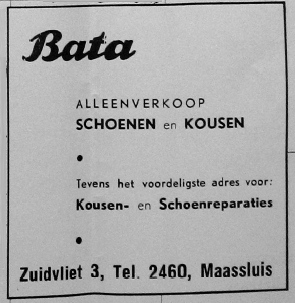 Bata
ALLEENVERKOOP
SCHOENEN en KOUSEN
Tevens het voordeligste adres voor:
Kousen- en Schoenreparaties
Zuidvliet 3, Tel. 2460, Maassluis